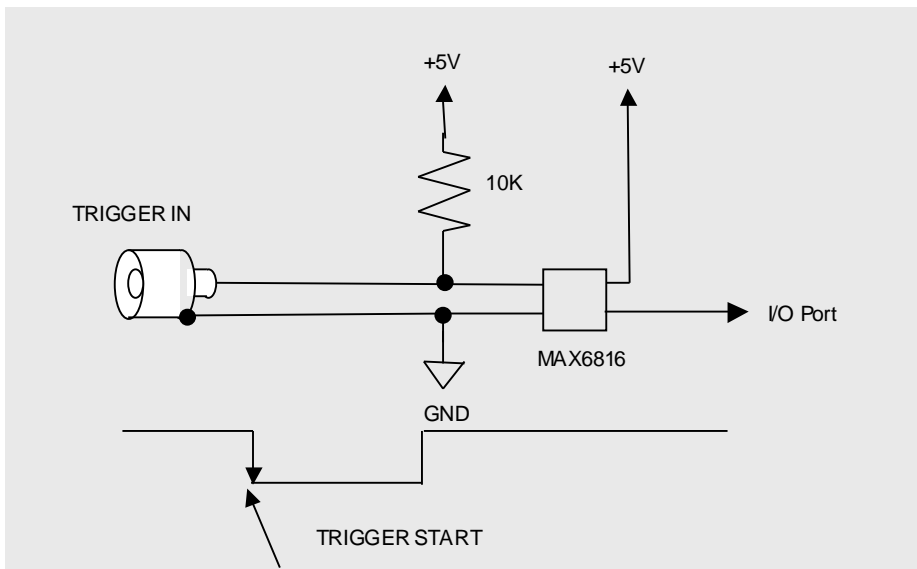 +5V
+5V
10K
TRIGGER IN
I/O Port
MAX6816
GND
TRIGGER START